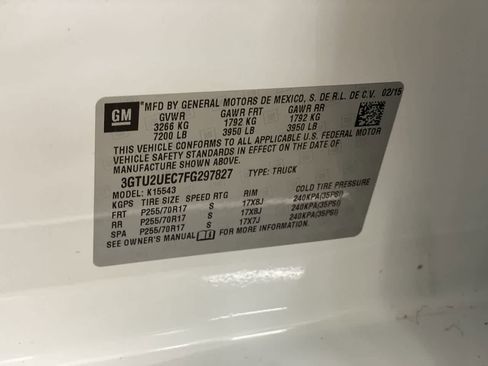 GM
MFD BY GENERAL MOTORS DE MEXICO, S. DE R.L. DE C.V. 02/15
GVWR GAWR FRT GAWR RR
3266 KG 1792 KG 1792 KG
7200 LB 3950 LB 3950 LB
THIS VEHICLE CONFORMS TO ALL APPLICABLE U.S. FEDERAL MOTOR
VEHICLE SAFETY STANDARDS IN EFFECT ON THE DATE OF
MANUFACTURE SHOWN ABOVE.
3GTU2UEC7FG297827 TYPE: TRUCK
MODEL: K15543
KGPS TIRE SIZE SPEED RTG RIM COLD TIRE PRESSURE
FRT P255/70R17 S 17X8J 240KPA(35PSI)
RR P255/70R17 S 17X8J 240KPA(35PSI)
SPA P255/70R17 S 17X7J 240KPA(35PSI)
SEE OWNER'S MANUAL FOR MORE INFORMATION.